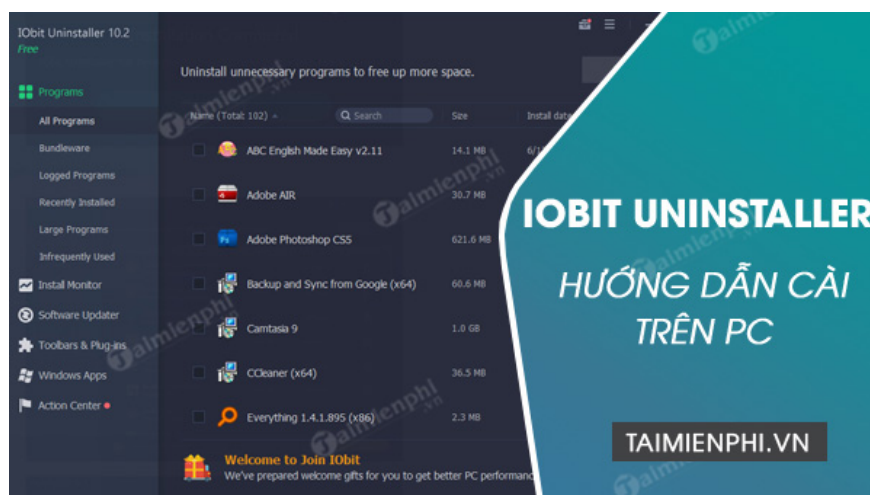 IObit Uninstaller 10.2
Free
Programs
All Programs
Bundleware
Logged Programs
Recently Installed
Large Programs
Infrequently Used
Install Monitor
Software Updater
Toolbars & Plug-ins
Windows Apps
Action Center
Uninstall unnecessary programs to free up more space.
Name (Total: 102) Search Size Install date
ABC English Made Easy v2.11 14.1 MB
Adobe AIR 30.7 MB
Adobe Photoshop CS5 621.6 MB
Backup and Sync from Google (x64) 60.6 MB
Camtasia 9 1.0 GB
CCleaner (x64) 36.5 MB
Everything 1.4.1.895 (x86) 2.3 MB
Welcome to Join IObit
We've prepared welcome gifts for you to get better PC
IOBIT UNINSTALLER
HƯỚNG DẪN CÀI
TRÊN PC
TAIMIENPHI.VN
Taimienphi.vn